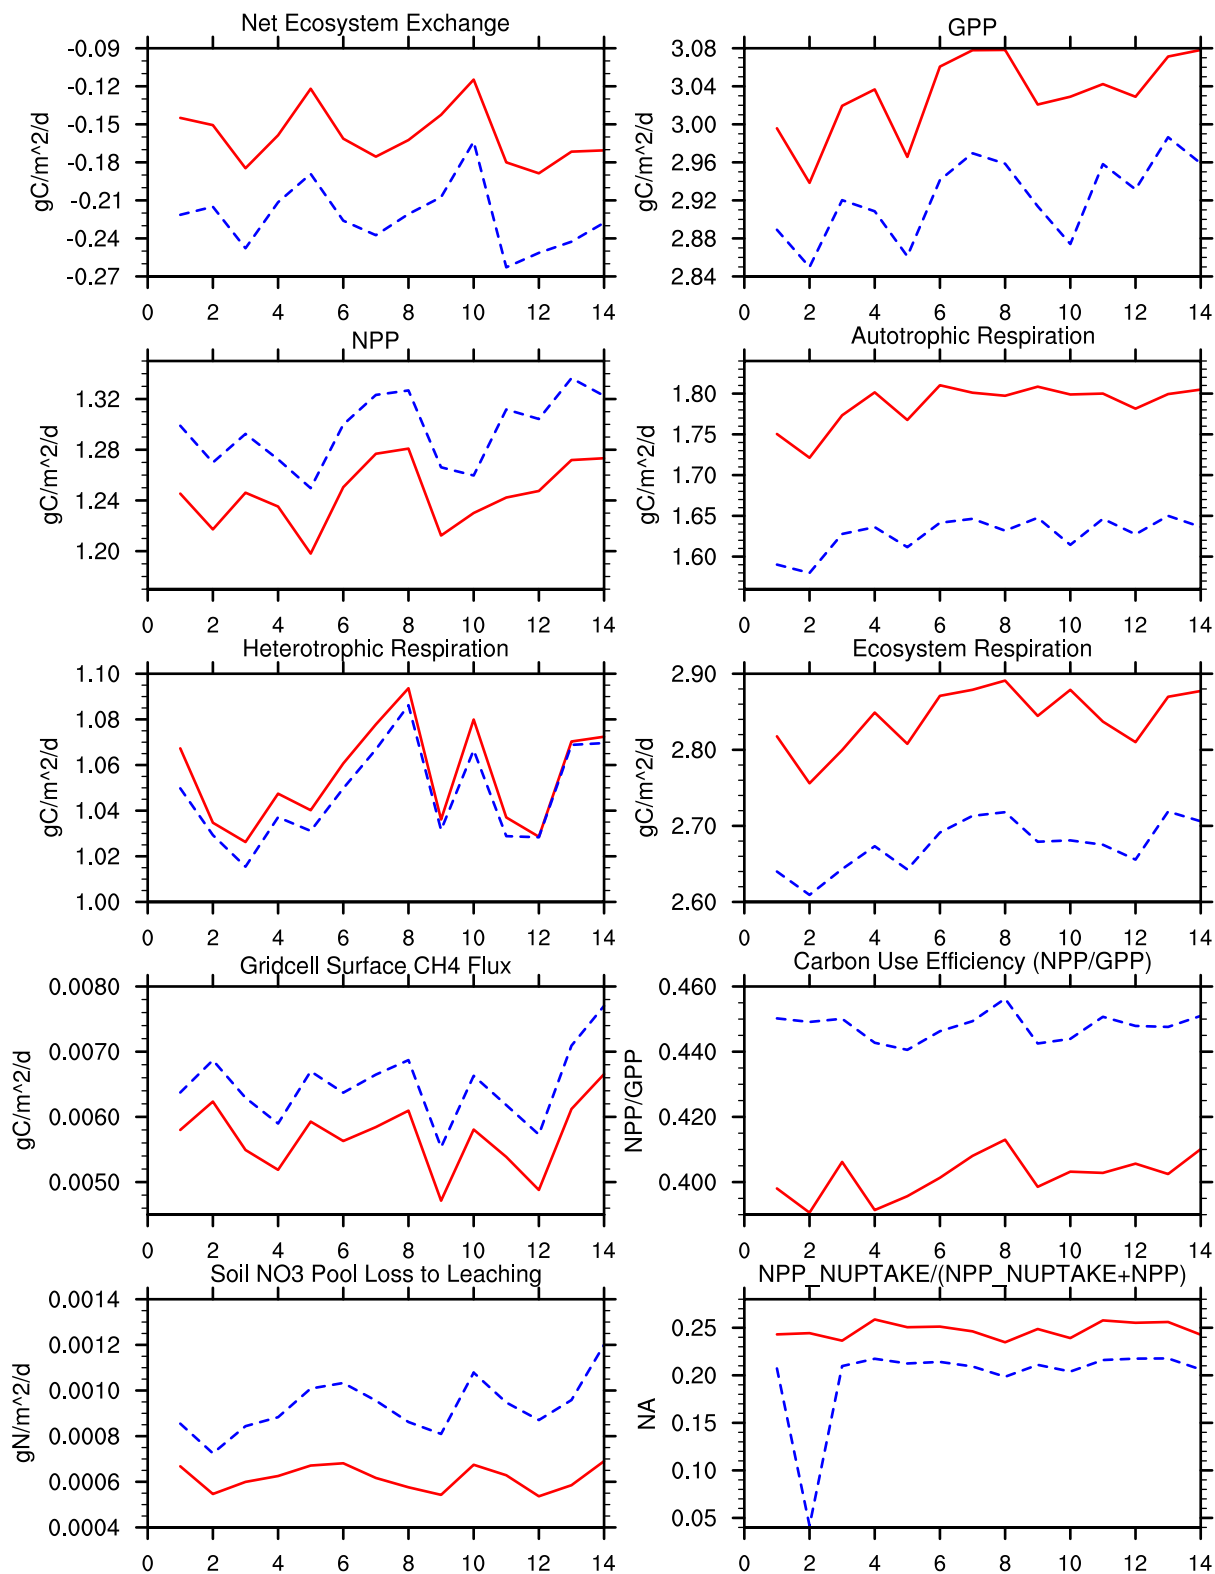 Net Ecosystem Exchange
gC/m^2/d
-0.09
-0.12
-0.15
-0.18
-0.21
-0.24
-0.27
0 2 4 6 8 10 12 14
GPP
gC/m^2/d
3.08
3.04
3.00
2.96
2.92
2.88
2.84
0 2 4 6 8 10 12 14
NPP
gC/m^2/d
1.32
1.28
1.24
1.20
0 2 4 6 8 10 12 14
Autotrophic Respiration
gC/m^2/d
1.80
1.75
1.70
1.65
1.60
0 2 4 6 8 10 12 14
Heterotrophic Respiration
gC/m^2/d
1.10
1.08
1.06
1.04
1.02
1.00
0 2 4 6 8 10 12 14
Ecosystem Respiration
gC/m^2/d
2.90
2.80
2.70
2.60
0 2 4 6 8 10 12 14
Gridcell Surface CH4 Flux
gC/m^2/d
0.0080
0.0070
0.0060
0.0050
0 2 4 6 8 10 12 14
Carbon Use Efficiency (NPP/GPP)
NPP/GPP
0.460
0.440
0.420
0.400
0 2 4 6 8 10 12 14
Soil NO3 Pool Loss to Leaching
gN/m^2/d
0.0014
0.0012
0.0010
0.0008
0.0006
0.0004
0 2 4 6 8 10 12 14
NPP_NUPTAKE/(NPP_NUPTAKE+NPP)
NA
0.25
0.20
0.15
0.10
0.05
0 2 4 6 8 10 12 14